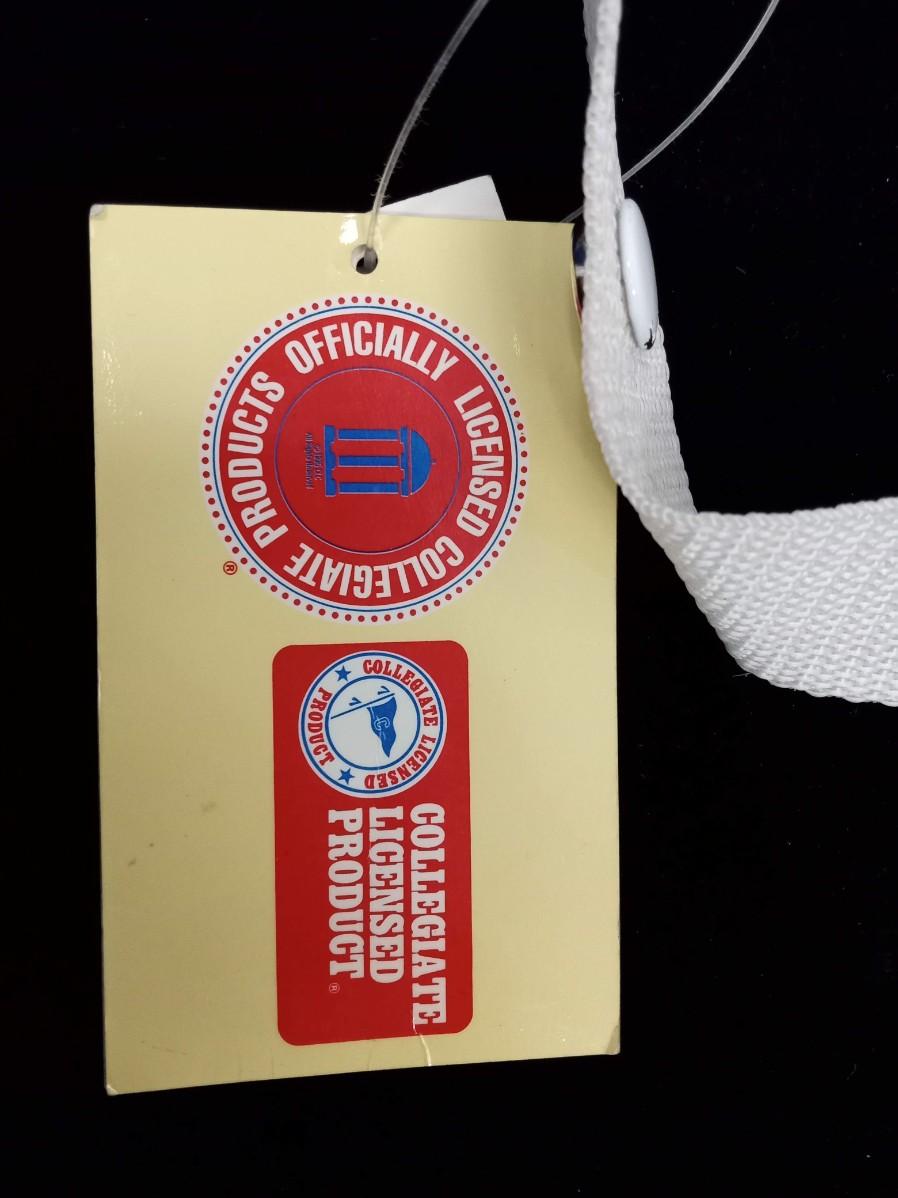 OFFICIALLY LICENSED COLLEGIATE PRODUCTS
®
COLLEGIATE LICENSED PRODUCT
C
COLLEGIATE
LICENSED
PRODUCT®